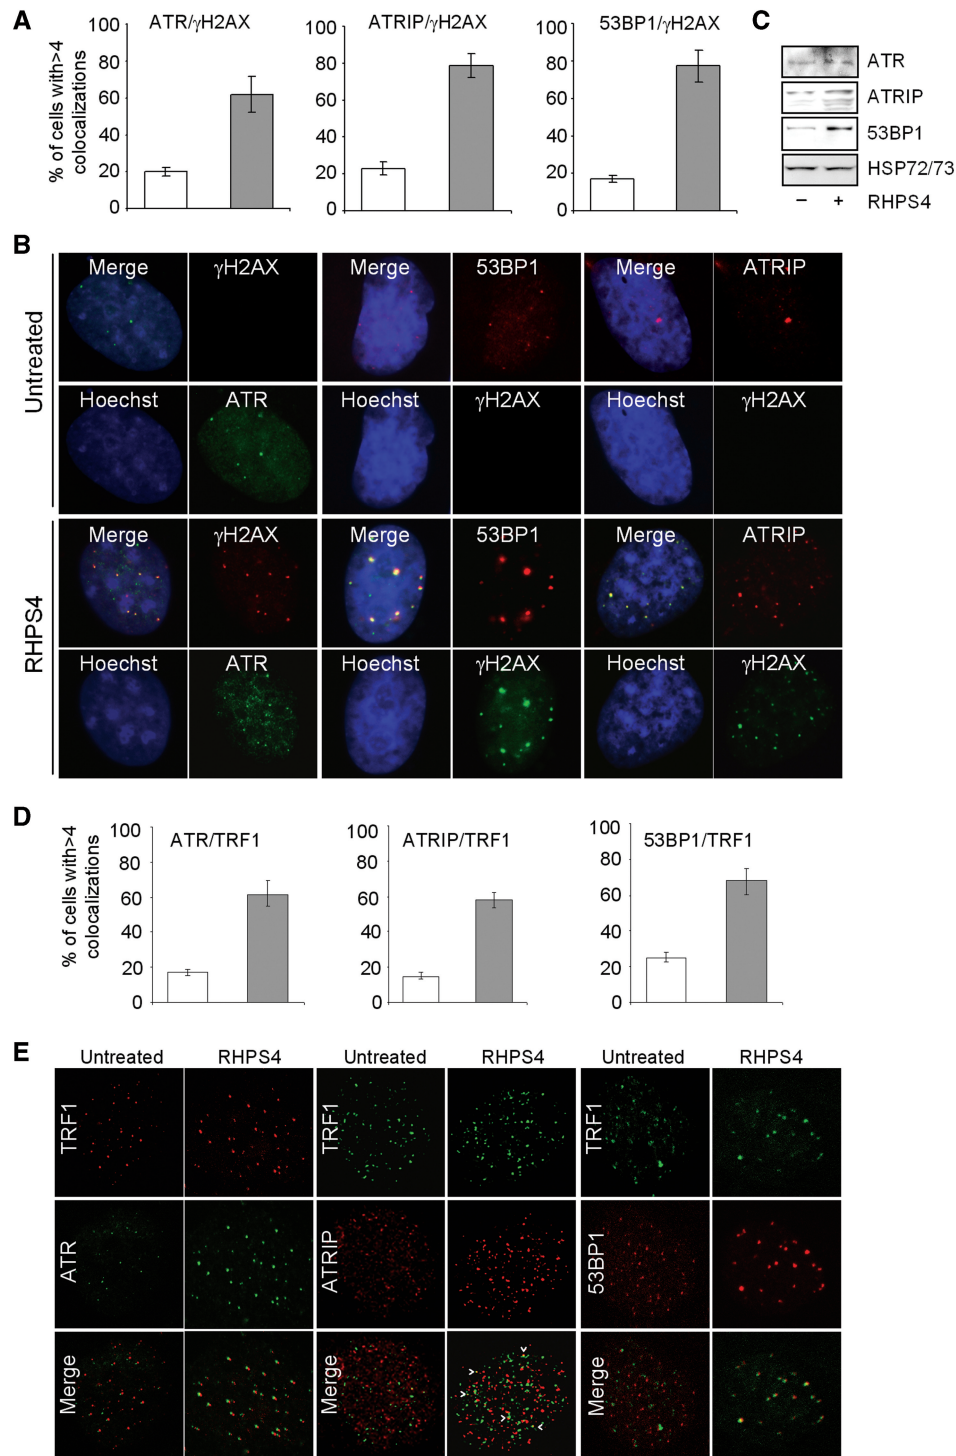 A
ATR/γH2AX
ATRIP/γH2AX
53BP1/γH2AX
% of cells with>4
colocalizations
100
80
60
40
20
0
100
80
60
40
20
0
100
80
60
40
20
0
C
ATR
ATRIP
53BP1
HSP72/73
– + RHPS4
B
Untreated
Merge γH2AX Merge 53BP1 Merge ATRIP
Hoechst ATR Hoechst γH2AX Hoechst γH2AX
RHPS4
Merge γH2AX Merge 53BP1 Merge ATRIP
Hoechst ATR Hoechst γH2AX Hoechst γH2AX
D
% of cells with>4
colocalizations
ATR/TRF1
100
80
60
40
20
0
ATRIP/TRF1
100
80
60
40
20
0
53BP1/TRF1
100
80
60
40
20
0
E
Untreated RHPS4 Untreated RHPS4 Untreated RHPS4
TRF1 TRF1 TRF1
ATR ATRIP 53BP1
Merge Merge Merge